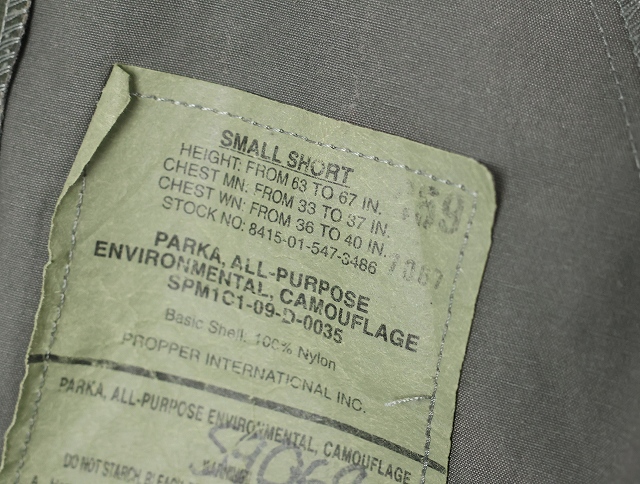 SMALL SHORT
HEIGHT: FROM 63 TO 67 IN.
CHEST MN: FROM 33 TO 37 IN.
CHEST WN: FROM 36 TO 40 IN.
STOCK NO: 8415-01-547-3486
PARKA, ALL-PURPOSE
ENVIRONMENTAL, CAMOUFLAGE
SPM1C1-09-D-0035
Basic Shell, 100% Nylon
PROPPER INTERNATIONAL INC.
PARKA, ALL-PURPOSE ENVIRONMENTAL, CAMOUFLAGE
WARNING
DO NOT STARCH,